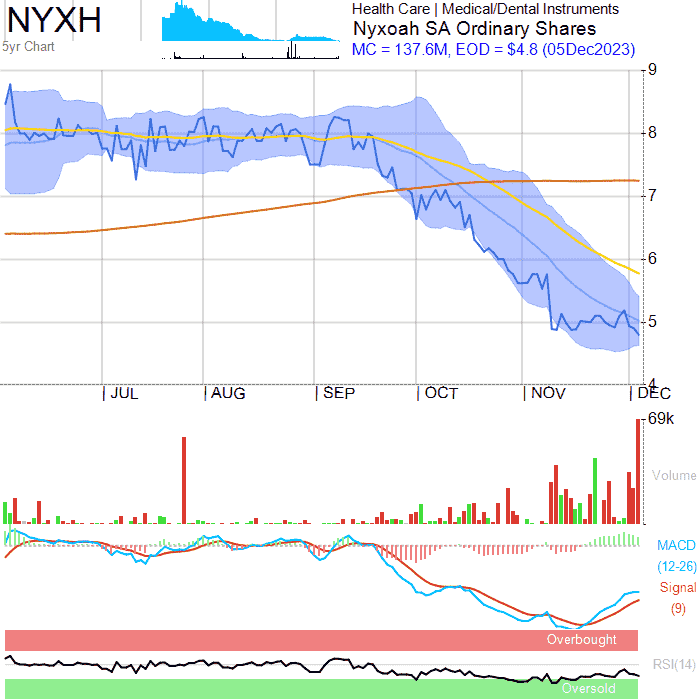 NYXH
5yr Chart
Health Care | Medical/Dental Instruments
Nyxoah SA Ordinary Shares
MC = 137.6M, EOD = $4.8 (05Dec2023)
9
8
7
6
5
4
JUL
AUG
SEP
OCT
NOV
DEC
69k
Volume
MACD
(12-26)
Signal
(9)
Overbought
RSI(14)
Oversold